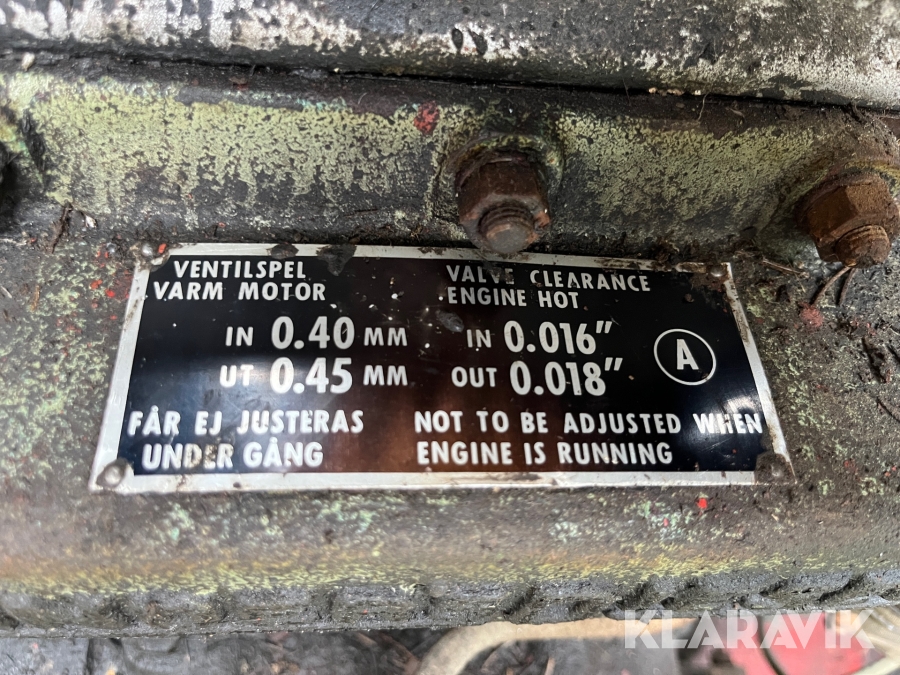 VENTILSPEL
VARM MOTOR
IN 0.40 MM
UT 0.45 MM
FÅR EJ JUSTERAS
UNDER GÅNG
VALVE CLEARANCE
ENGINE HOT
IN 0.016"
OUT 0.018"
NOT TO BE ADJUSTED WHEN
ENGINE IS RUNNING
A
KLARAVIK